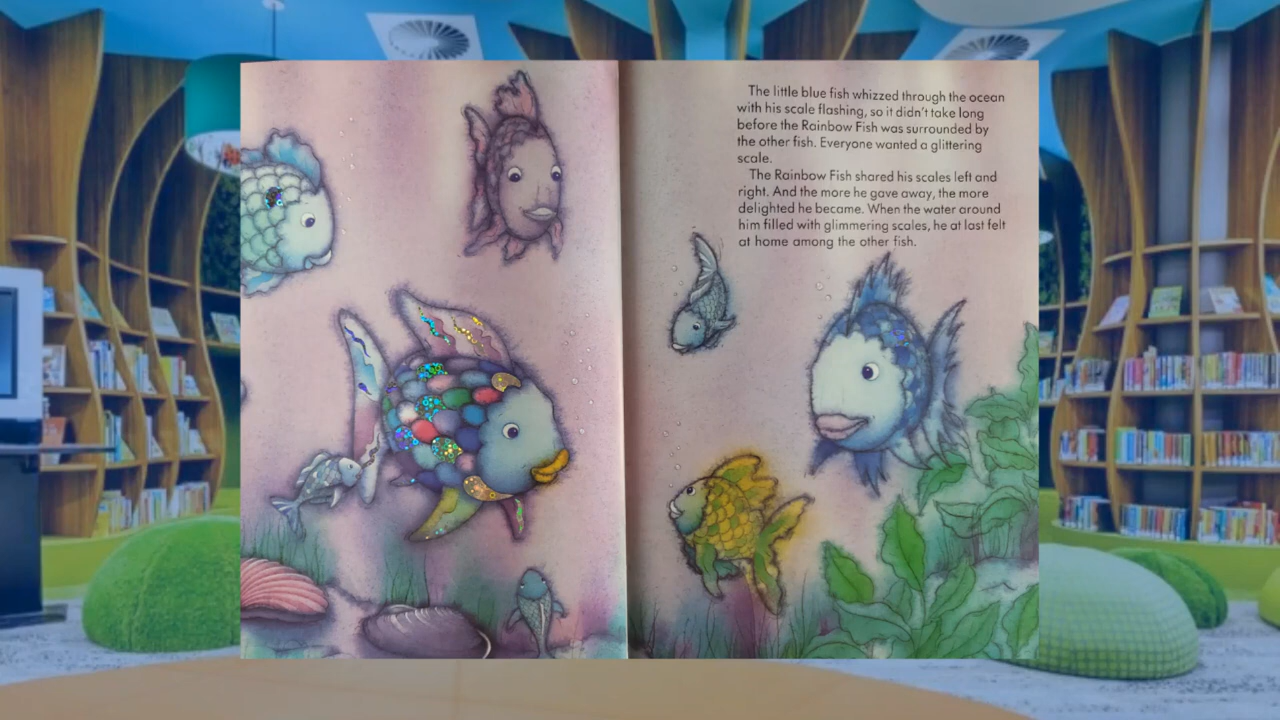 The little blue fish whizzed through the ocean
with his scale flashing, so it didn't take long
before the Rainbow Fish was surrounded by
the other fish. Everyone wanted a glittering
scale.
The Rainbow Fish shared his scales left and
right. And the more he gave away, the more
delighted he became. When the water around
him filled with glimmering scales, he at last felt
at home among the other fish.